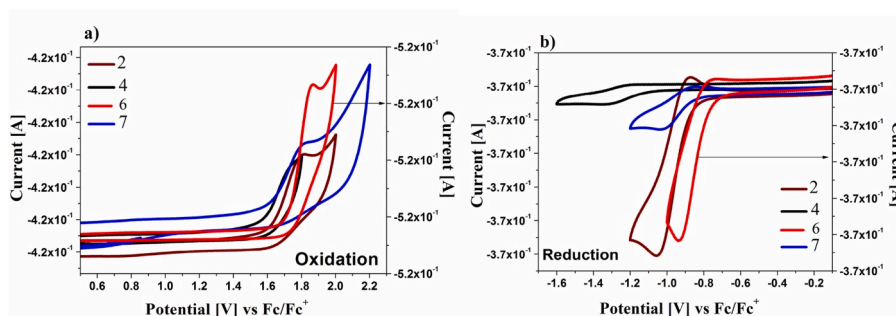 a)
-4.2x10⁻¹
-4.2x10⁻¹
-4.2x10⁻¹
-4.2x10⁻¹
-4.2x10⁻¹
Current [A]
2
4
6
7
-5.2x10⁻¹
-5.2x10⁻¹
-5.2x10⁻¹
-5.2x10⁻¹
-5.2x10⁻¹
Current [A]
Oxidation
0.6 0.8 1.0 1.2 1.4 1.6 1.8 2.0 2.2
Potential [V] vs Fc/Fc⁺
b)
-3.7x10⁻¹
-3.7x10⁻¹
-3.7x10⁻¹
-3.7x10⁻¹
-3.7x10⁻¹
-3.7x10⁻¹
-3.7x10⁻¹
Current [A]
-3.7x10⁻¹
-3.7x10⁻¹
-3.7x10⁻¹
-3.7x10⁻¹
-3.7x10⁻¹
-3.7x10⁻¹
-3.7x10⁻¹
[A]
2
4
6
7
Reduction
-1.6 -1.4 -1.2 -1.0 -0.8 -0.6 -0.4 -0.2
Potential [V] vs Fc/Fc⁺